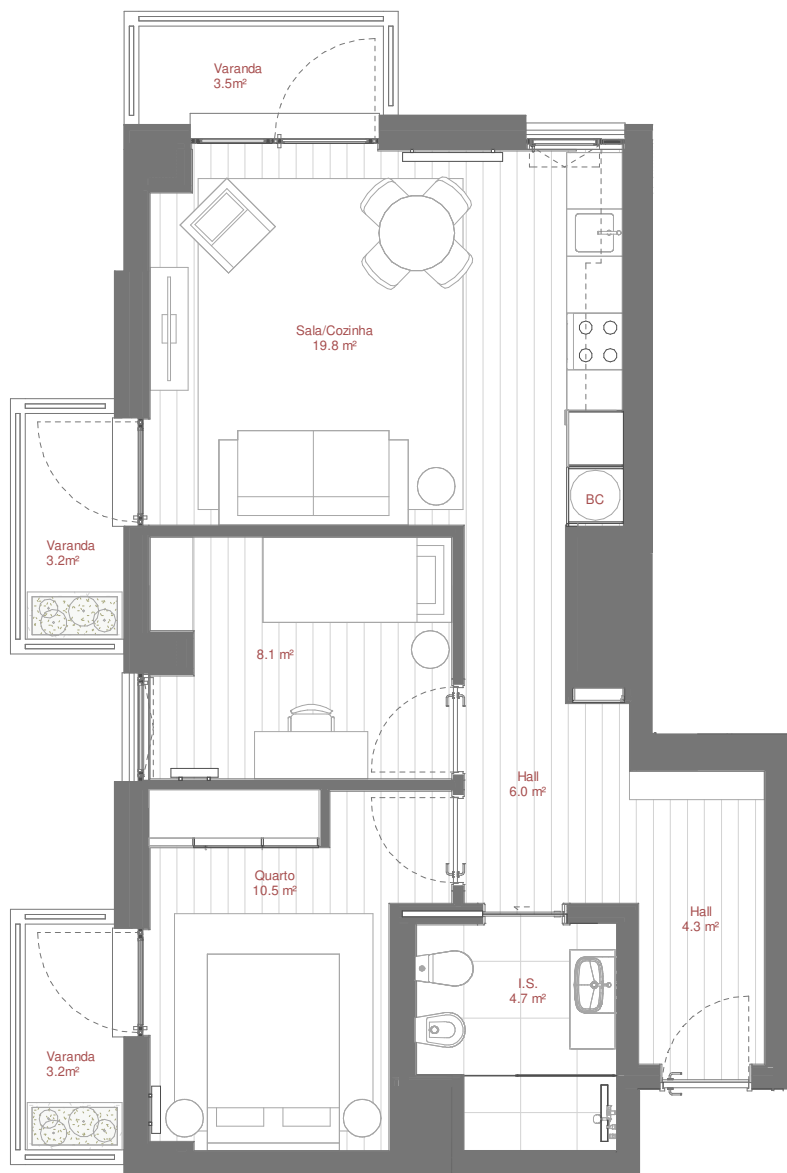 Varanda
3.5m²
Sala/Cozinha
19.8 m²
BC
Varanda
3.2m²
8.1 m²
Hall
6.0 m²
Quarto
10.5 m²
Hall
4.3 m²
I.S.
4.7 m²
Varanda
3.2m²